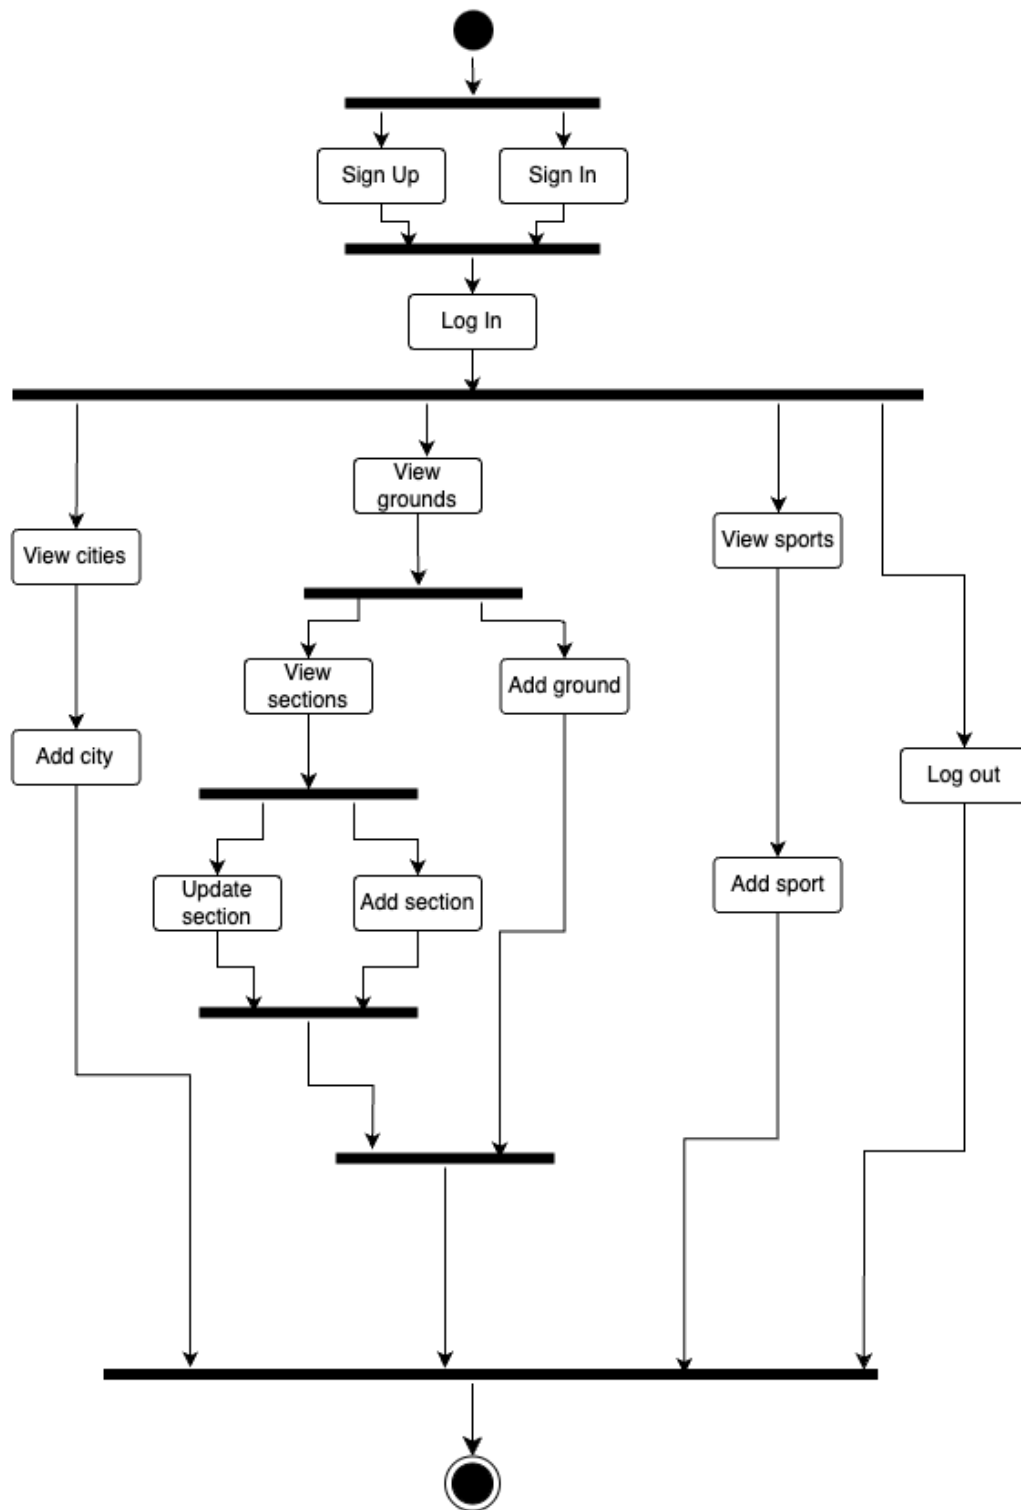 Sign Up
Sign In
Log In
View
grounds
View cities
View sports
View
sections
Add ground
Add city
Log out
Update
section
Add section
Add sport